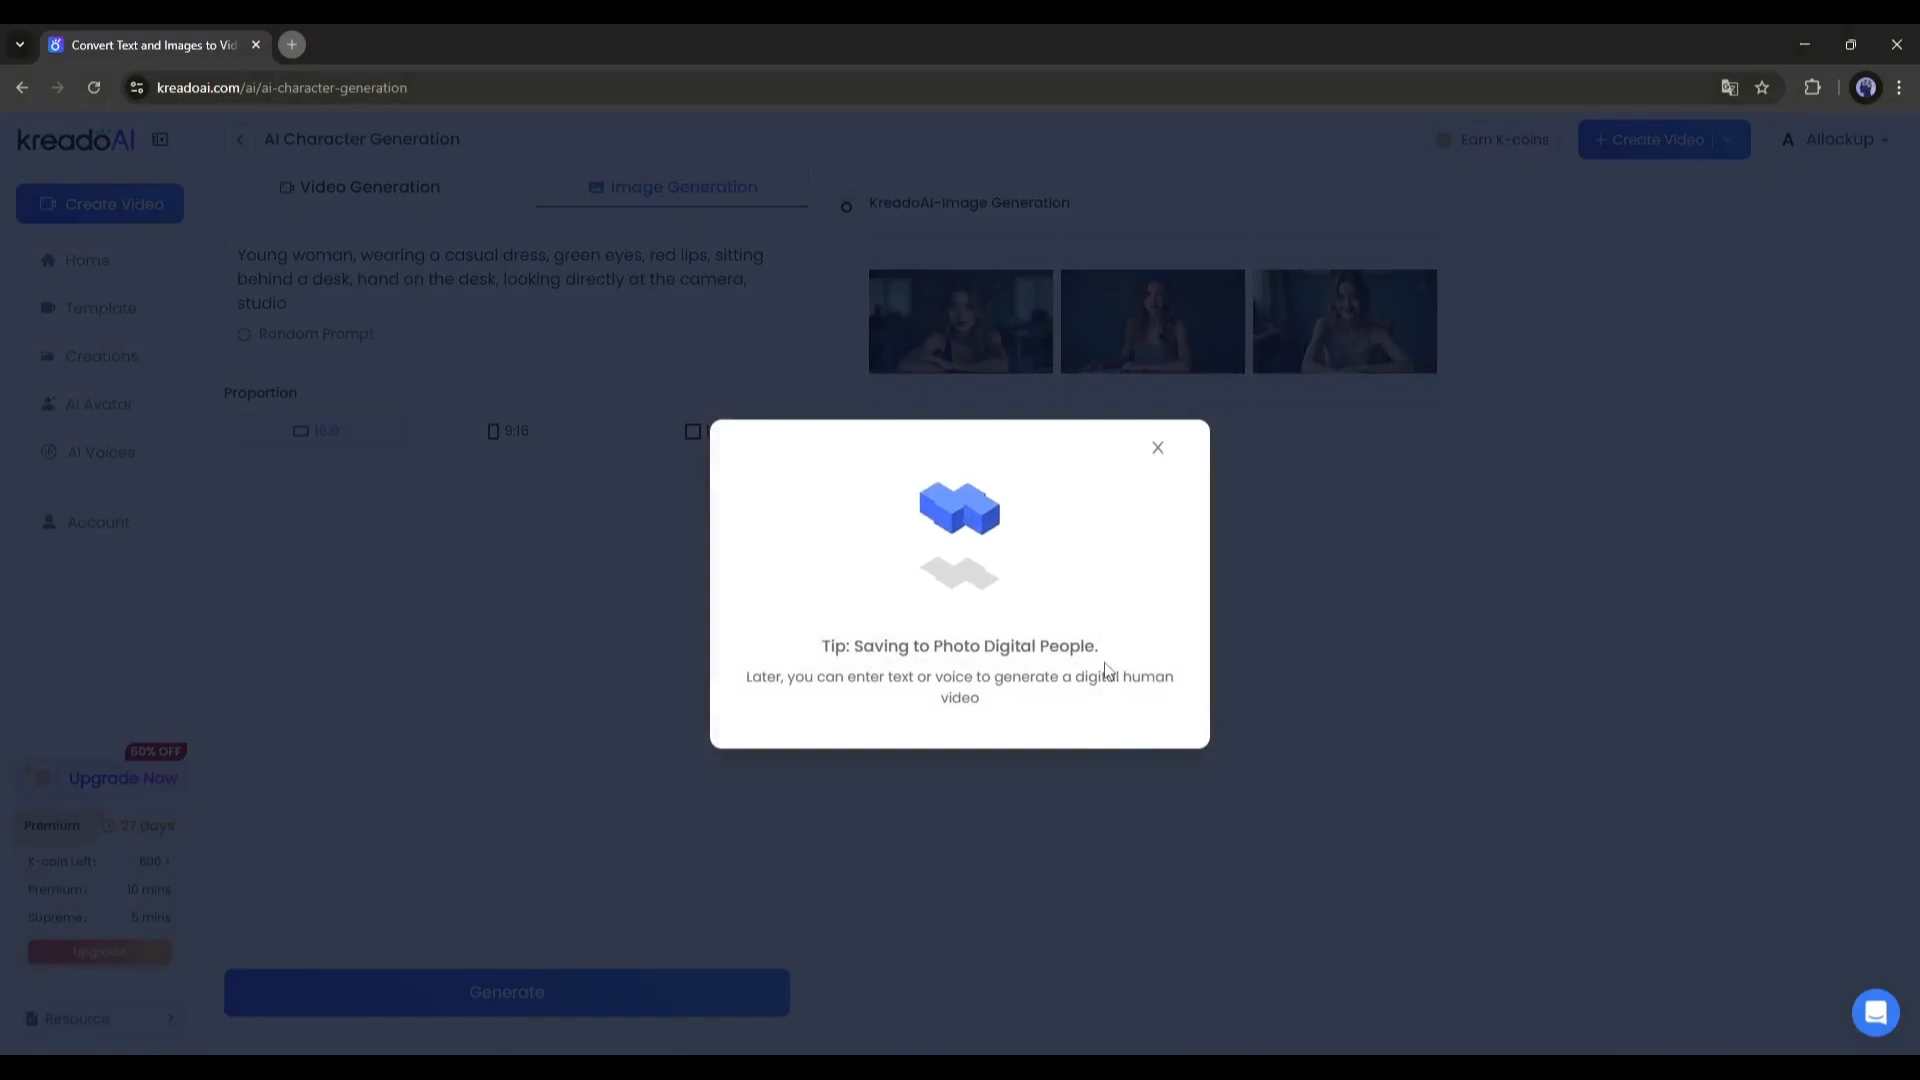 Convert Text and Images to Vid
kreadoai.com/ai/ai-character-generation
kreadoAI
AI Character Generation
Earn K-coins
+ Create Video
A Allockup
Create Video
Video Generation
Image Generation
KreadoAI-Image Generation
Home
Template
Creations
AI Avatar
AI Voices
Account
Young woman, wearing a casual dress, green eyes, red lips, sitting
behind a desk, hand on the desk, looking directly at the camera,
studio
Random Prompt
Proportion
16:9
9:16
Tip: Saving to Photo Digital People.
Later, you can enter text or voice to generate a digital human
video
50% OFF
Upgrade Now
Premium
27 days
K-coin Left:
600 >
Premium:
10 mins
Supreme:
5 mins
Upgrade
Resource
Generate